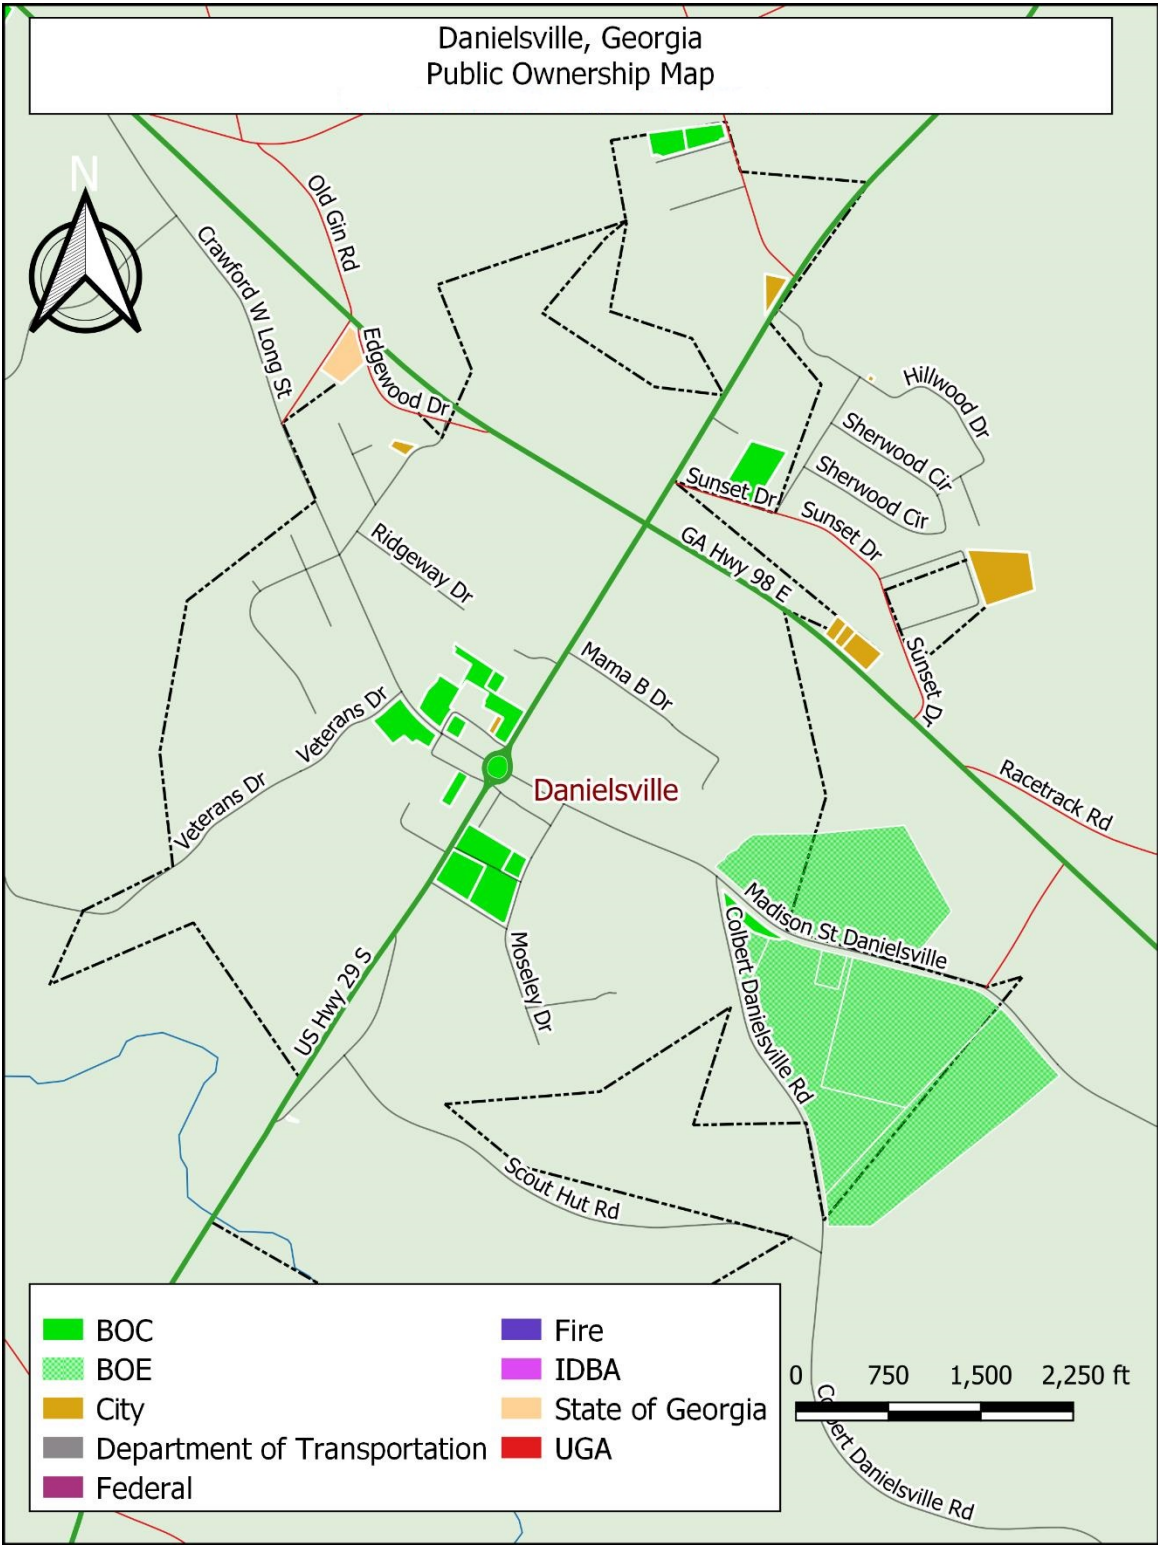 Danielsville, Georgia
Public Ownership Map
N
Old Gin Rd
Crawford W Long St
Edgewood Dr
Hillwood Dr
Sherwood Cir
Sherwood Cir
Sunset Dr
Sunset Dr
GA Hwy 98 E
Ridgeway Dr
Sunset Dr
Mama B Dr
Veterans Dr
Veterans Dr
Danielsville
Racetrack Rd
Madison St Danielsville
Colbert Danielsville Rd
Moseley Dr
US Hwy 29 S
Scout Hut Rd
BOC
BOE
City
Department of Transportation
Federal
Fire
IDBA
State of Georgia
UGA
0 750 1,500 2,250 ft
Colbert Danielsville Rd